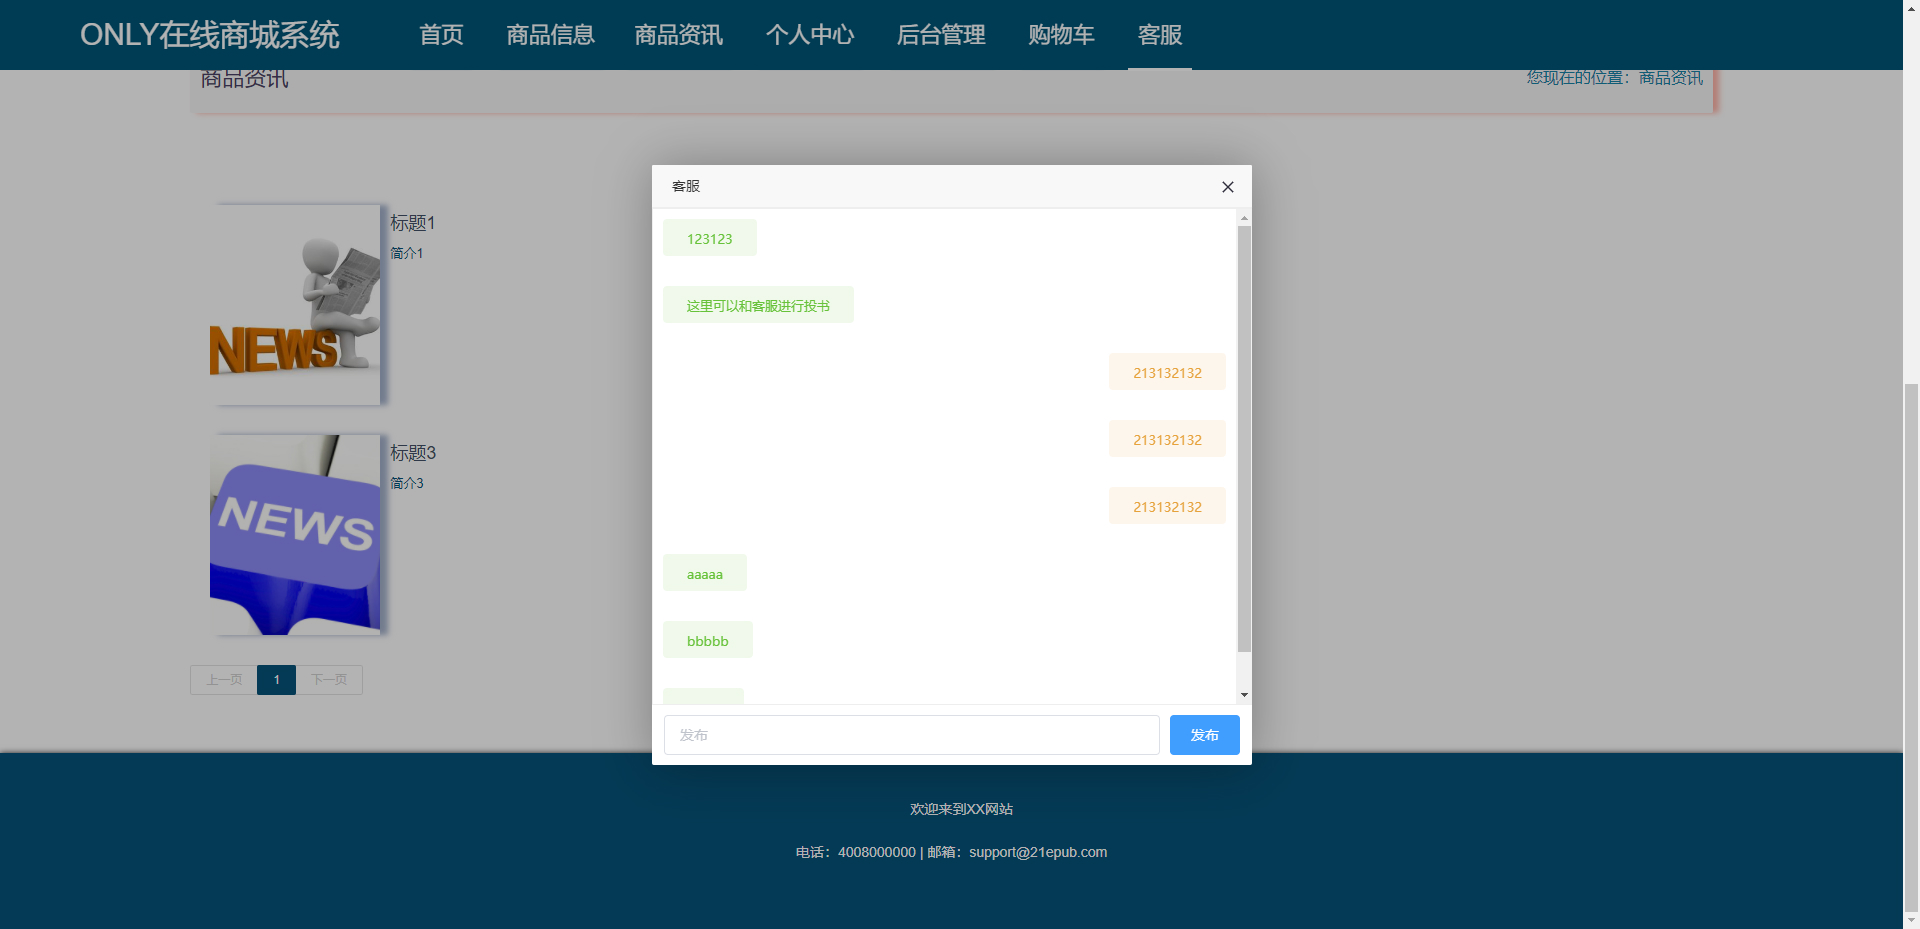 ONLY在线商城系统 首页 商品信息 商品资讯 个人中心 后台管理 购物车 客服
商品资讯 您现在的位置：商品资讯
标题1
简介1
NEWS
标题3
简介3
NEWS
上一页 1 下一页
客服
123123
这里可以和客服进行投书
213132132
213132132
213132132
aaaaa
bbbbb
发布 发布
欢迎来到XX网站
电话：4008000000 | 邮箱：support@21epub.com